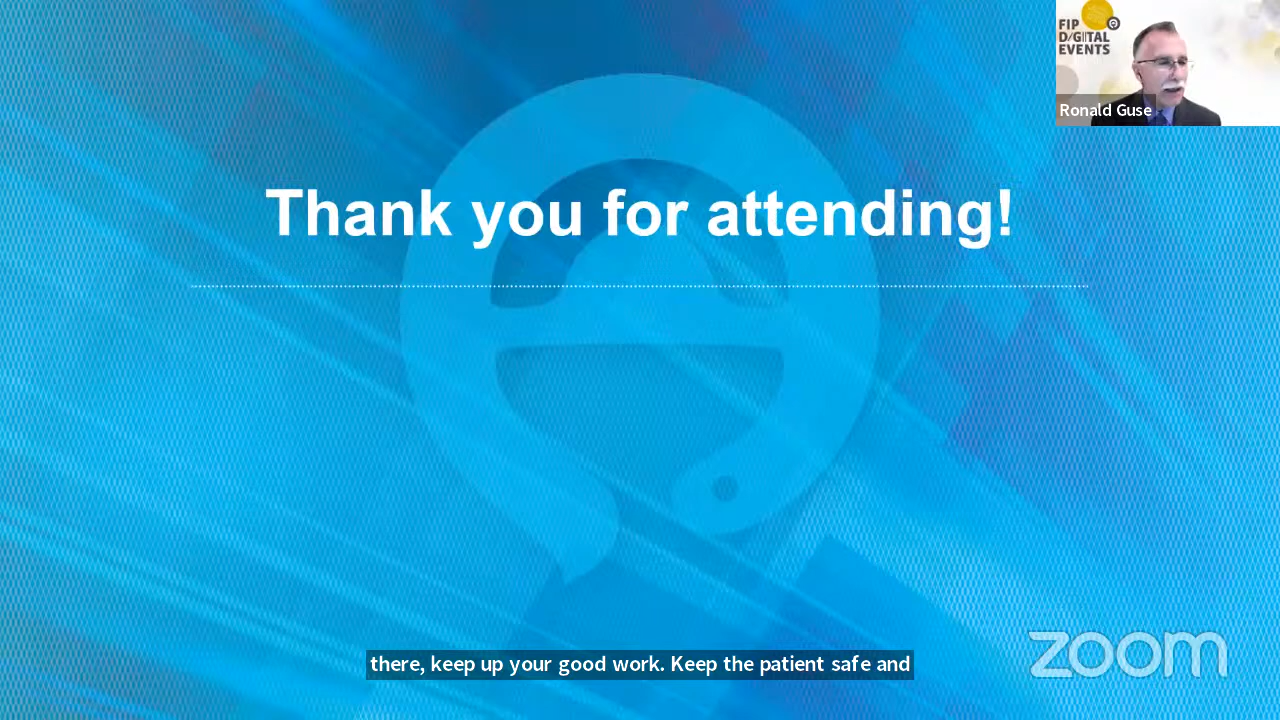 FIP
DIGITAL
EVENTS
Ronald Guse
Thank you for attending!
there, keep up your good work. Keep the patient safe and
zoom